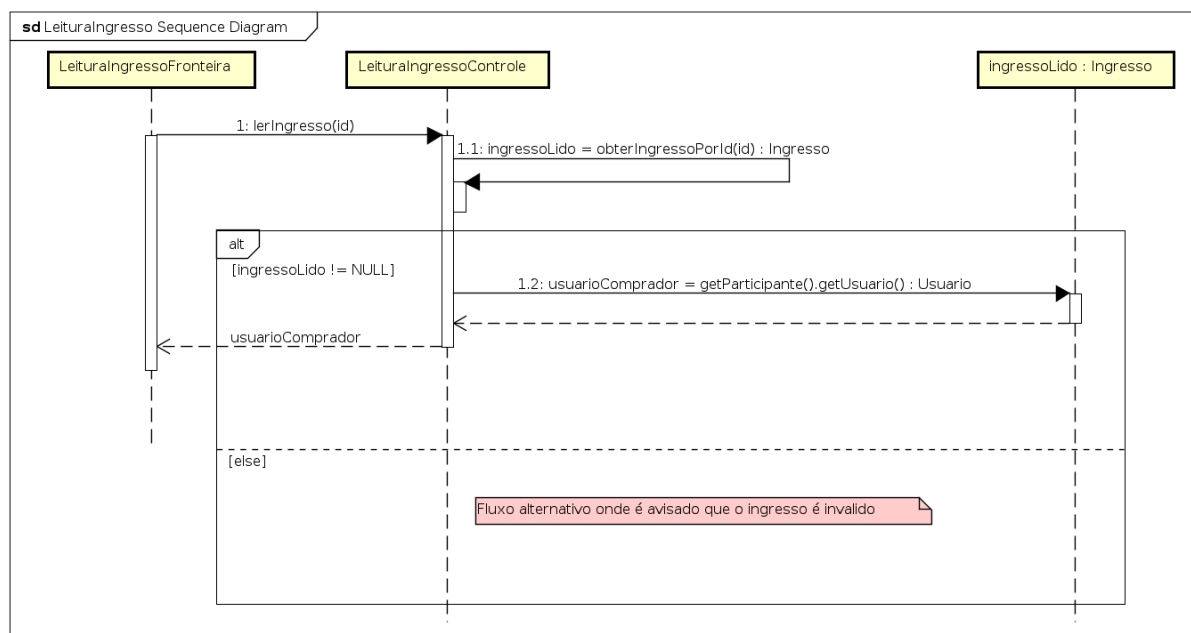 sd LeituraIngresso Sequence Diagram
LeituraIngressoFronteira
LeituraIngressoControle
ingressoLido : Ingresso
1: lerIngresso(id)
1.1: ingressoLido = obterIngressoPorId(id) : Ingresso
alt
[ingressoLido != NULL]
1.2: usuarioComprador = getParticipante().getUsuario() : Usuario
usuarioComprador
[else]
Fluxo alternativo onde é avisado que o ingresso é invalido